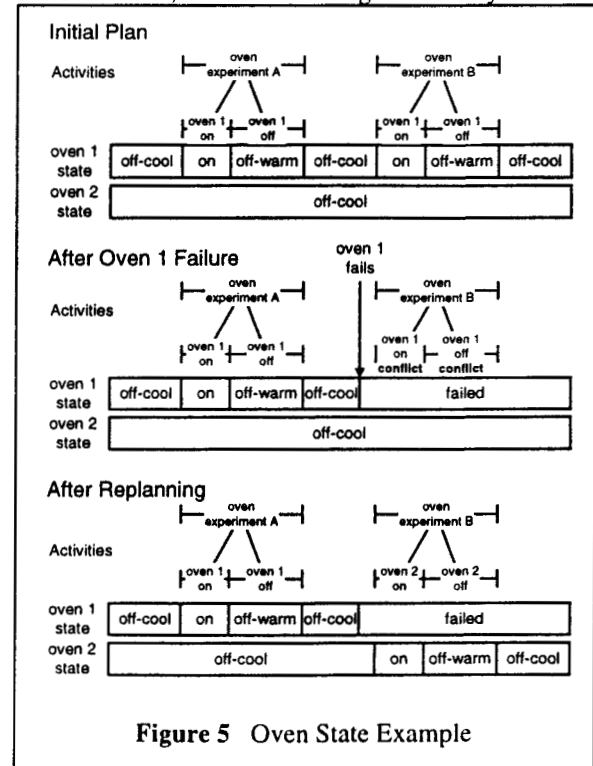 Initial Plan
oven oven
Activities experiment A experiment B
oven 1 oven 1 oven 1 oven 1
on off on off
oven 1 state off-cool on off-warm off-cool on off-warm off-cool
oven 2 state off-cool
After Oven 1 Failure
oven 1
fails
oven oven
experiment A experiment B
Activities
oven 1 oven 1 oven 1 oven 1
on off on off
conflict conflict
oven 1 state off-cool on off-warm off-cool failed
oven 2 state off-cool
After Replanning
oven oven
experiment A experiment B
Activities
oven 1 oven 1 oven 2 oven 2
on off on off
oven 1 state off-cool on off-warm off-cool failed
oven 2 state off-cool on off-warm off-cool
Figure 5 Oven State Example